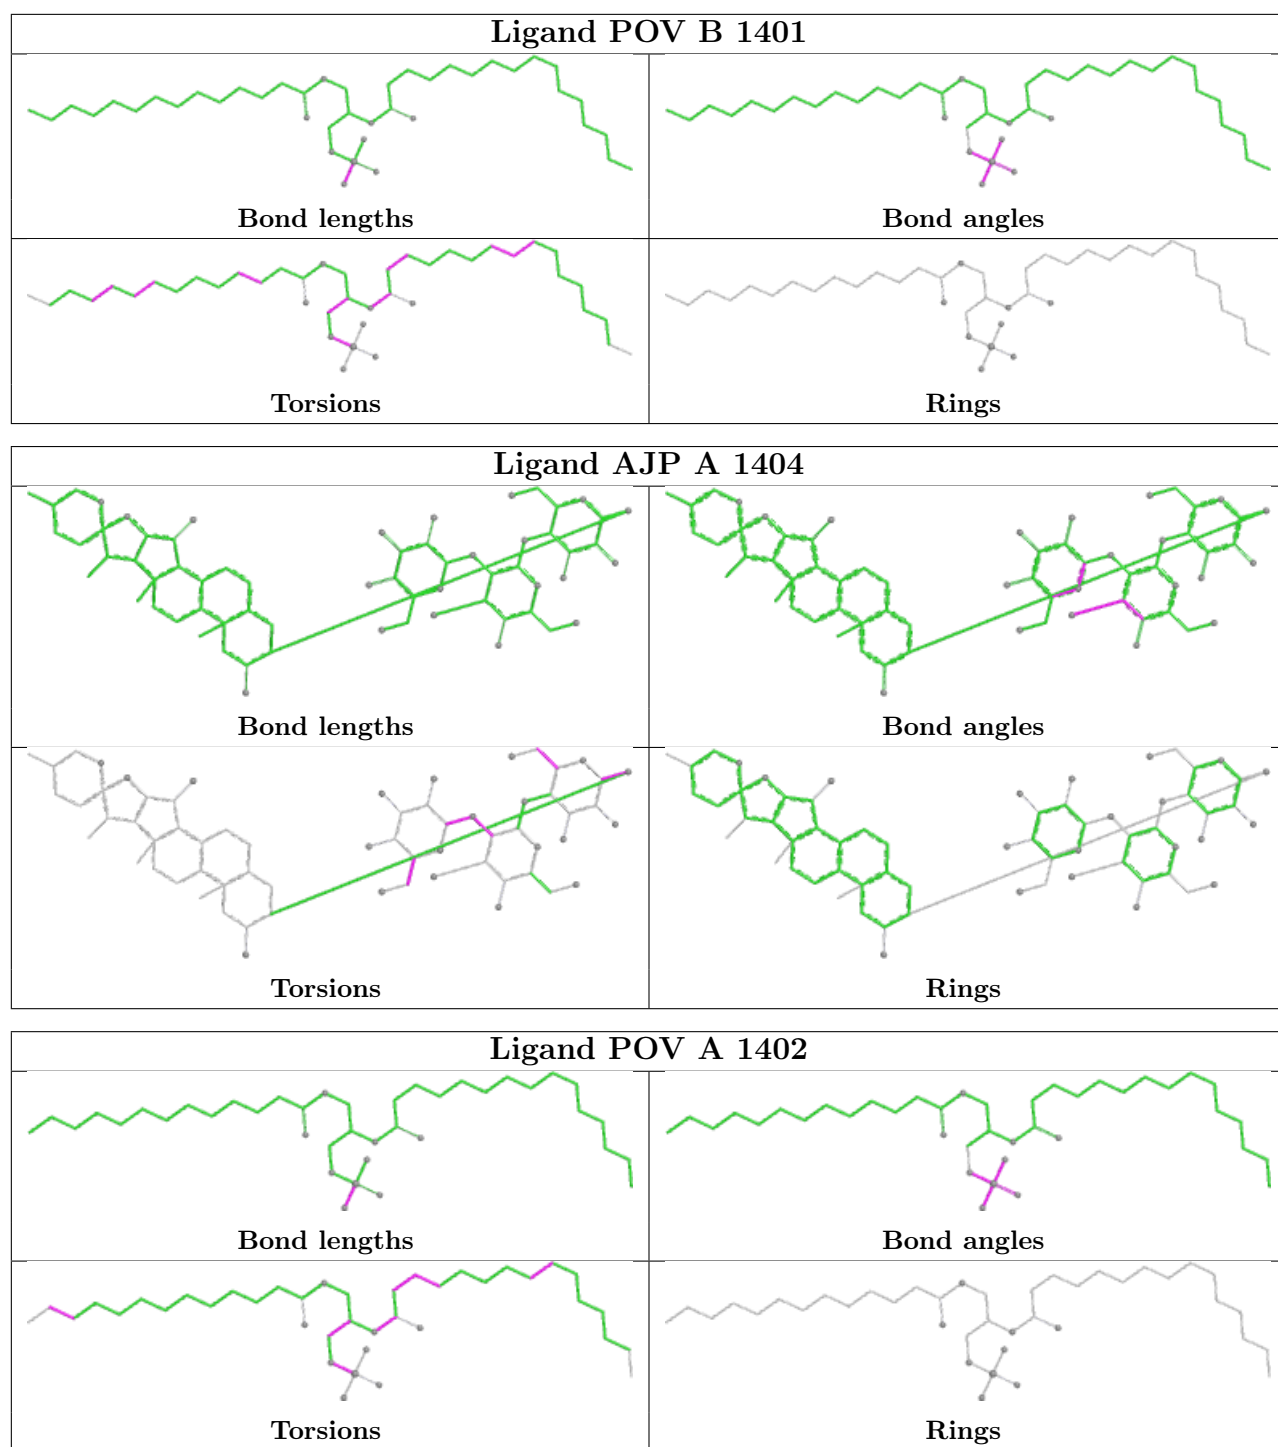 Ligand POV B 1401
Bond lengths
Bond angles
Torsions
Rings
Ligand AJP A 1404
Bond lengths
Bond angles
Torsions
Rings
Ligand POV A 1402
Bond lengths
Bond angles
Torsions
Rings